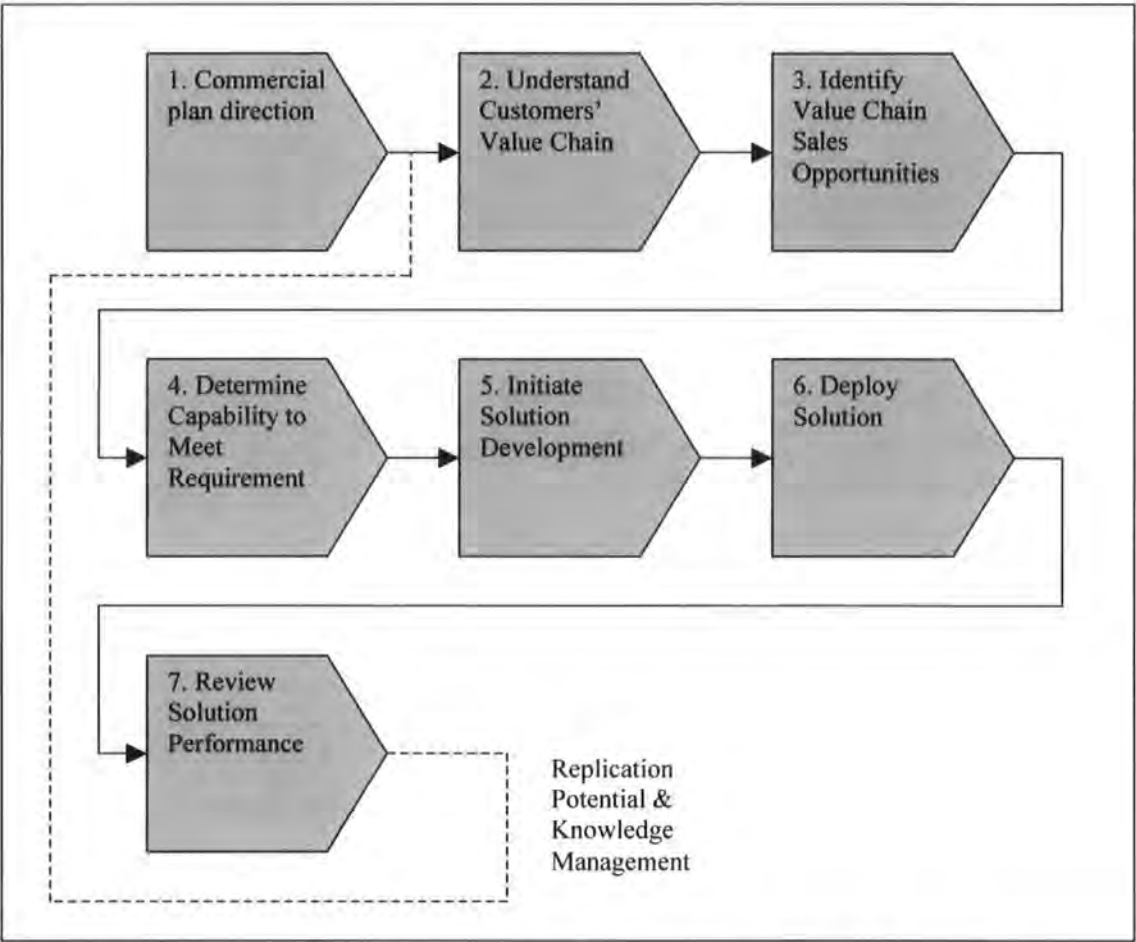 1. Commercial
plan direction
2. Understand
Customers'
Value Chain
3. Identify
Value Chain
Sales
Opportunities
4. Determine
Capability to
Meet
Requirement
5. Initiate
Solution
Development
6. Deploy
Solution
7. Review
Solution
Performance
Replication
Potential &
Knowledge
Management